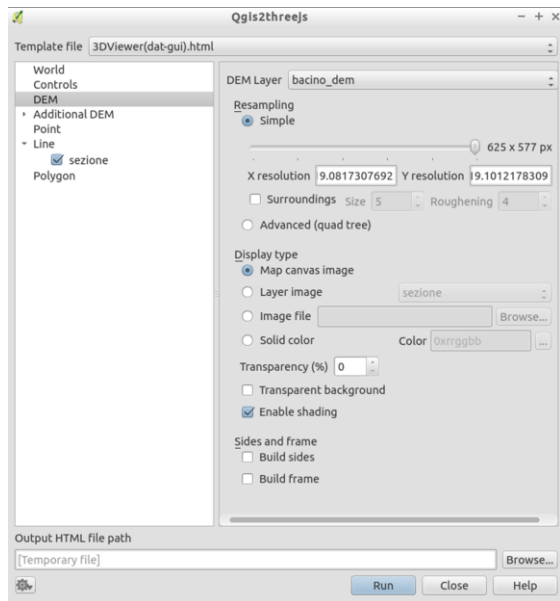 Qgis2threejs
Template file 3DViewer(dat-gui).html
World
Controls
DEM
Additional DEM
Point
Line
sezione
Polygon
DEM Layer bacino_dem
Resampling
Simple
625 x 577 px
X resolution 9.0817307692 Y resolution 19.1012178309
Surroundings Size 5 Roughening 4
Advanced (quad tree)
Display type
Map canvas image
Layer image sezione
Image file Browse...
Solid color Color 0xrrggbb ...
Transparency (%) 0
Transparent background
Enable shading
Sides and frame
Build sides
Build frame
Output HTML file path
[Temporary file] Browse...
Run Close Help